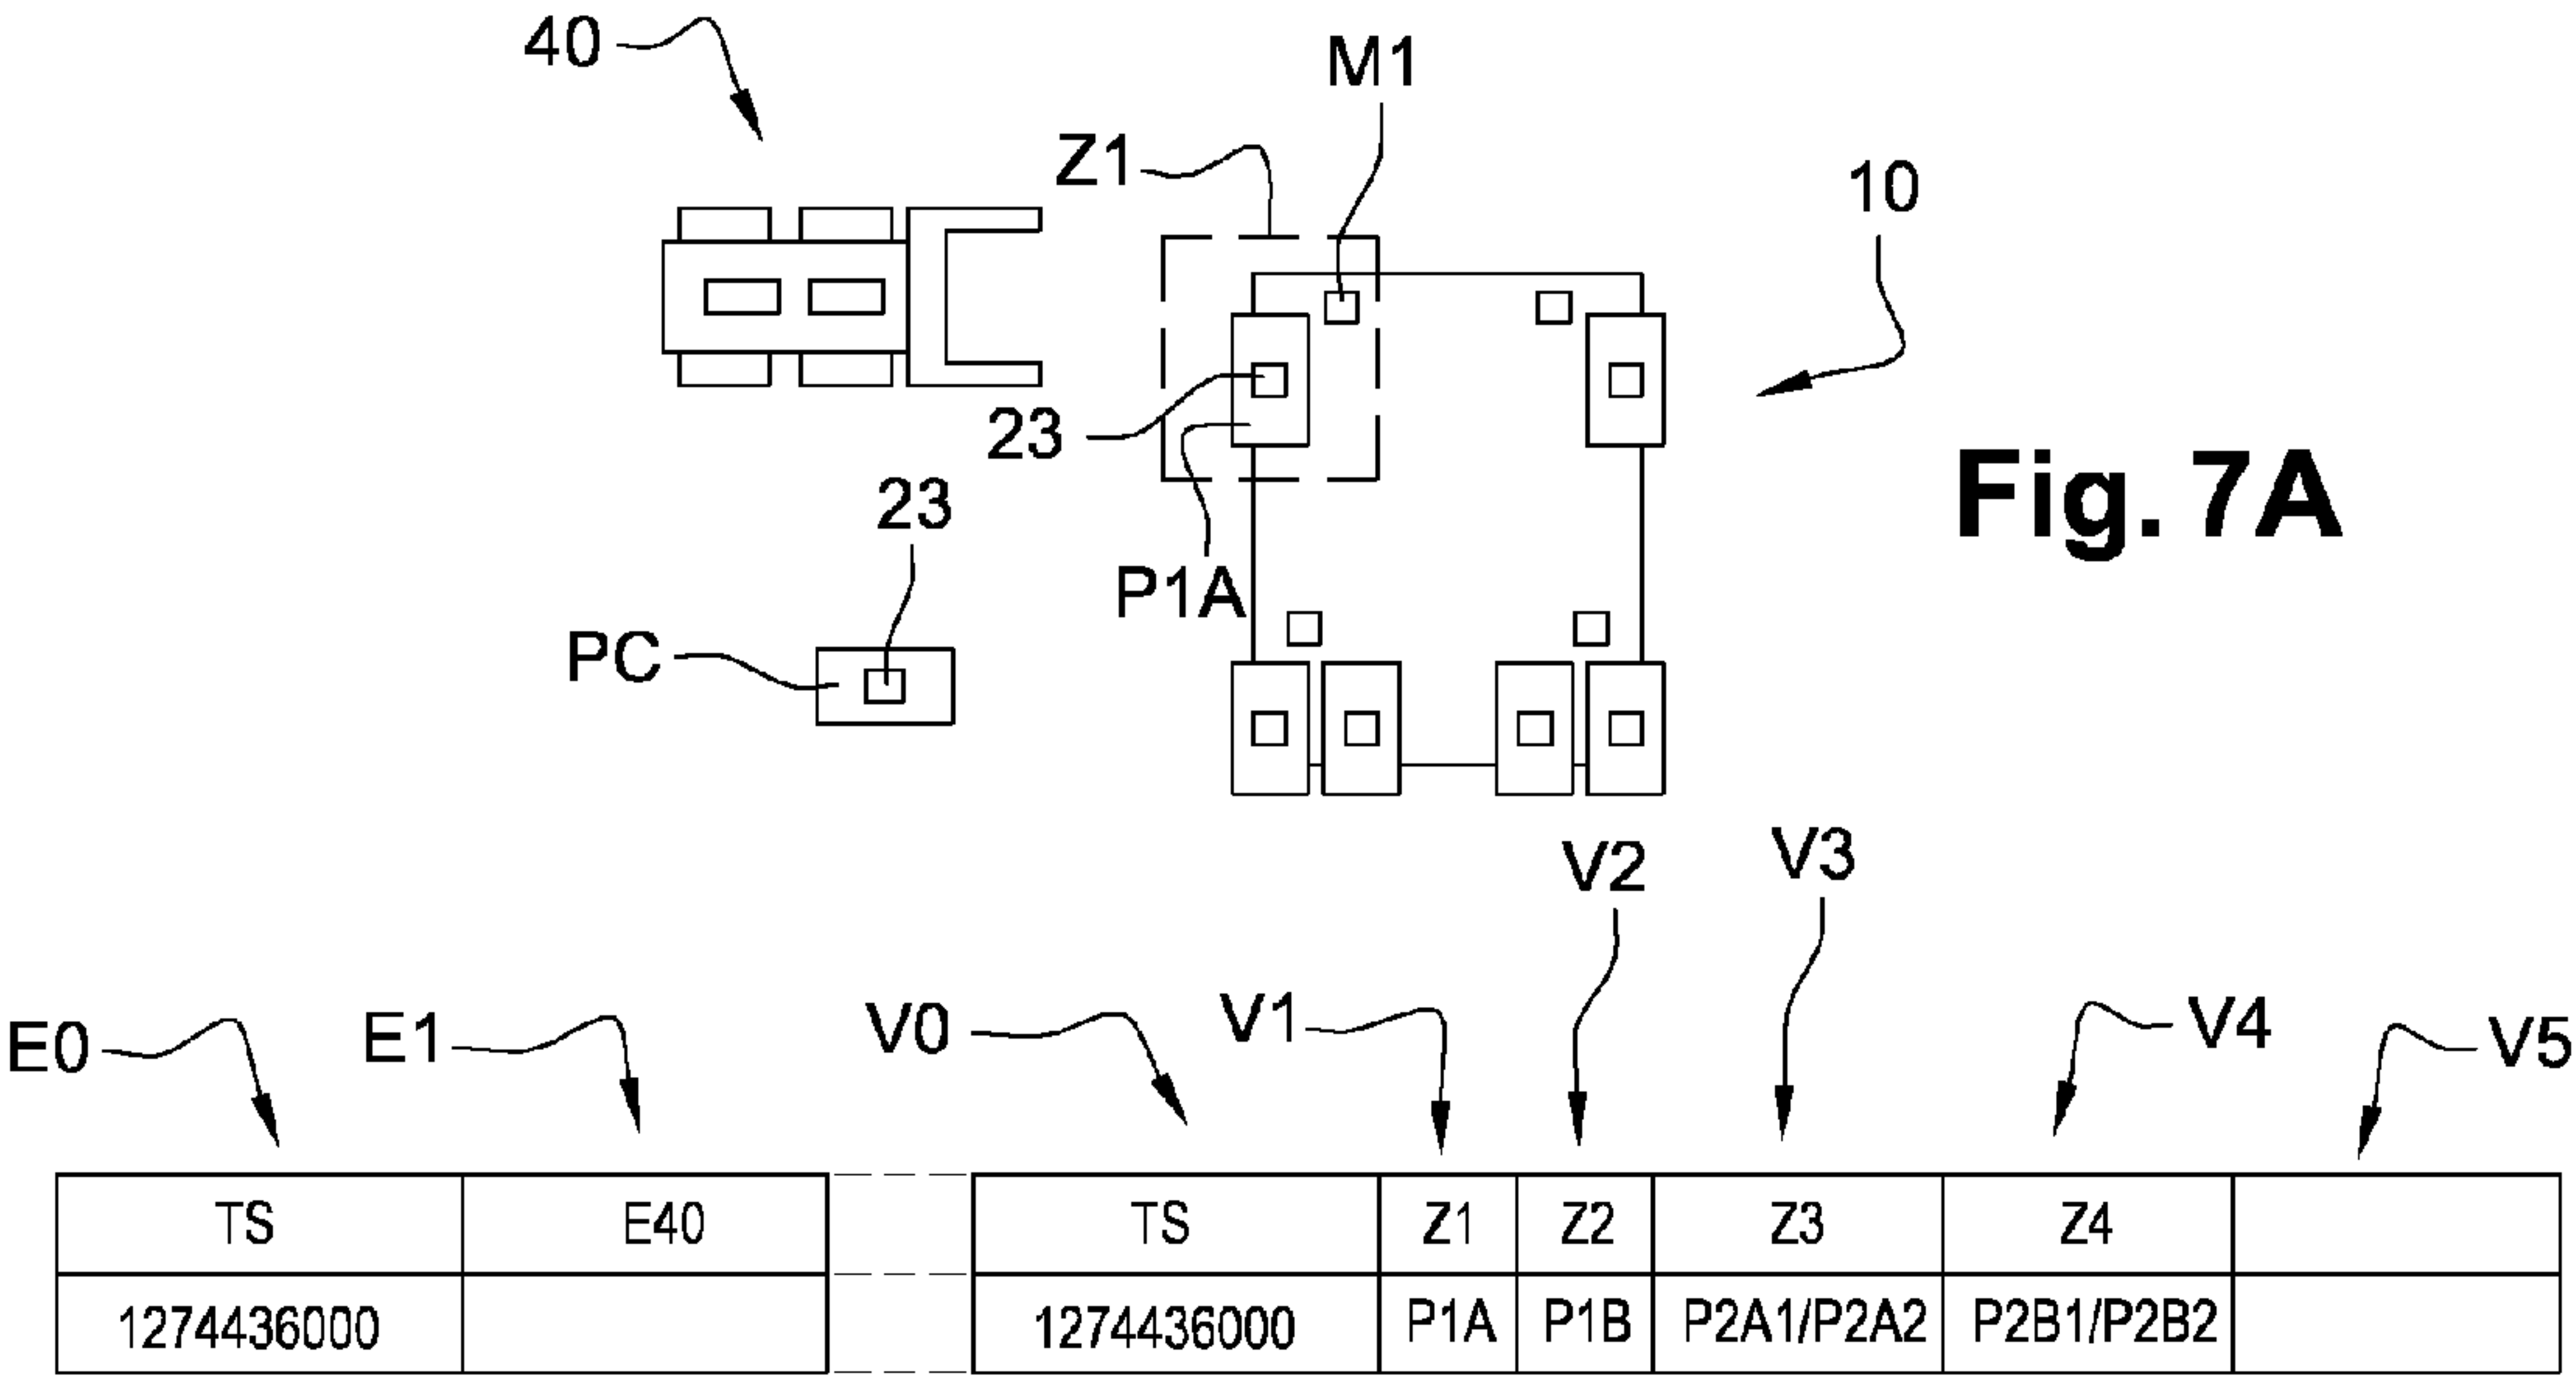 40
M1
Z1
10
23
Fig. 7A
23
P1A
PC
V2
V3
E0
E1
V0
V1
V4
V5
TS E40 TS Z1 Z2 Z3 Z4
1274436000 1274436000 P1A P1B P2A1/P2A2 P2B1/P2B2